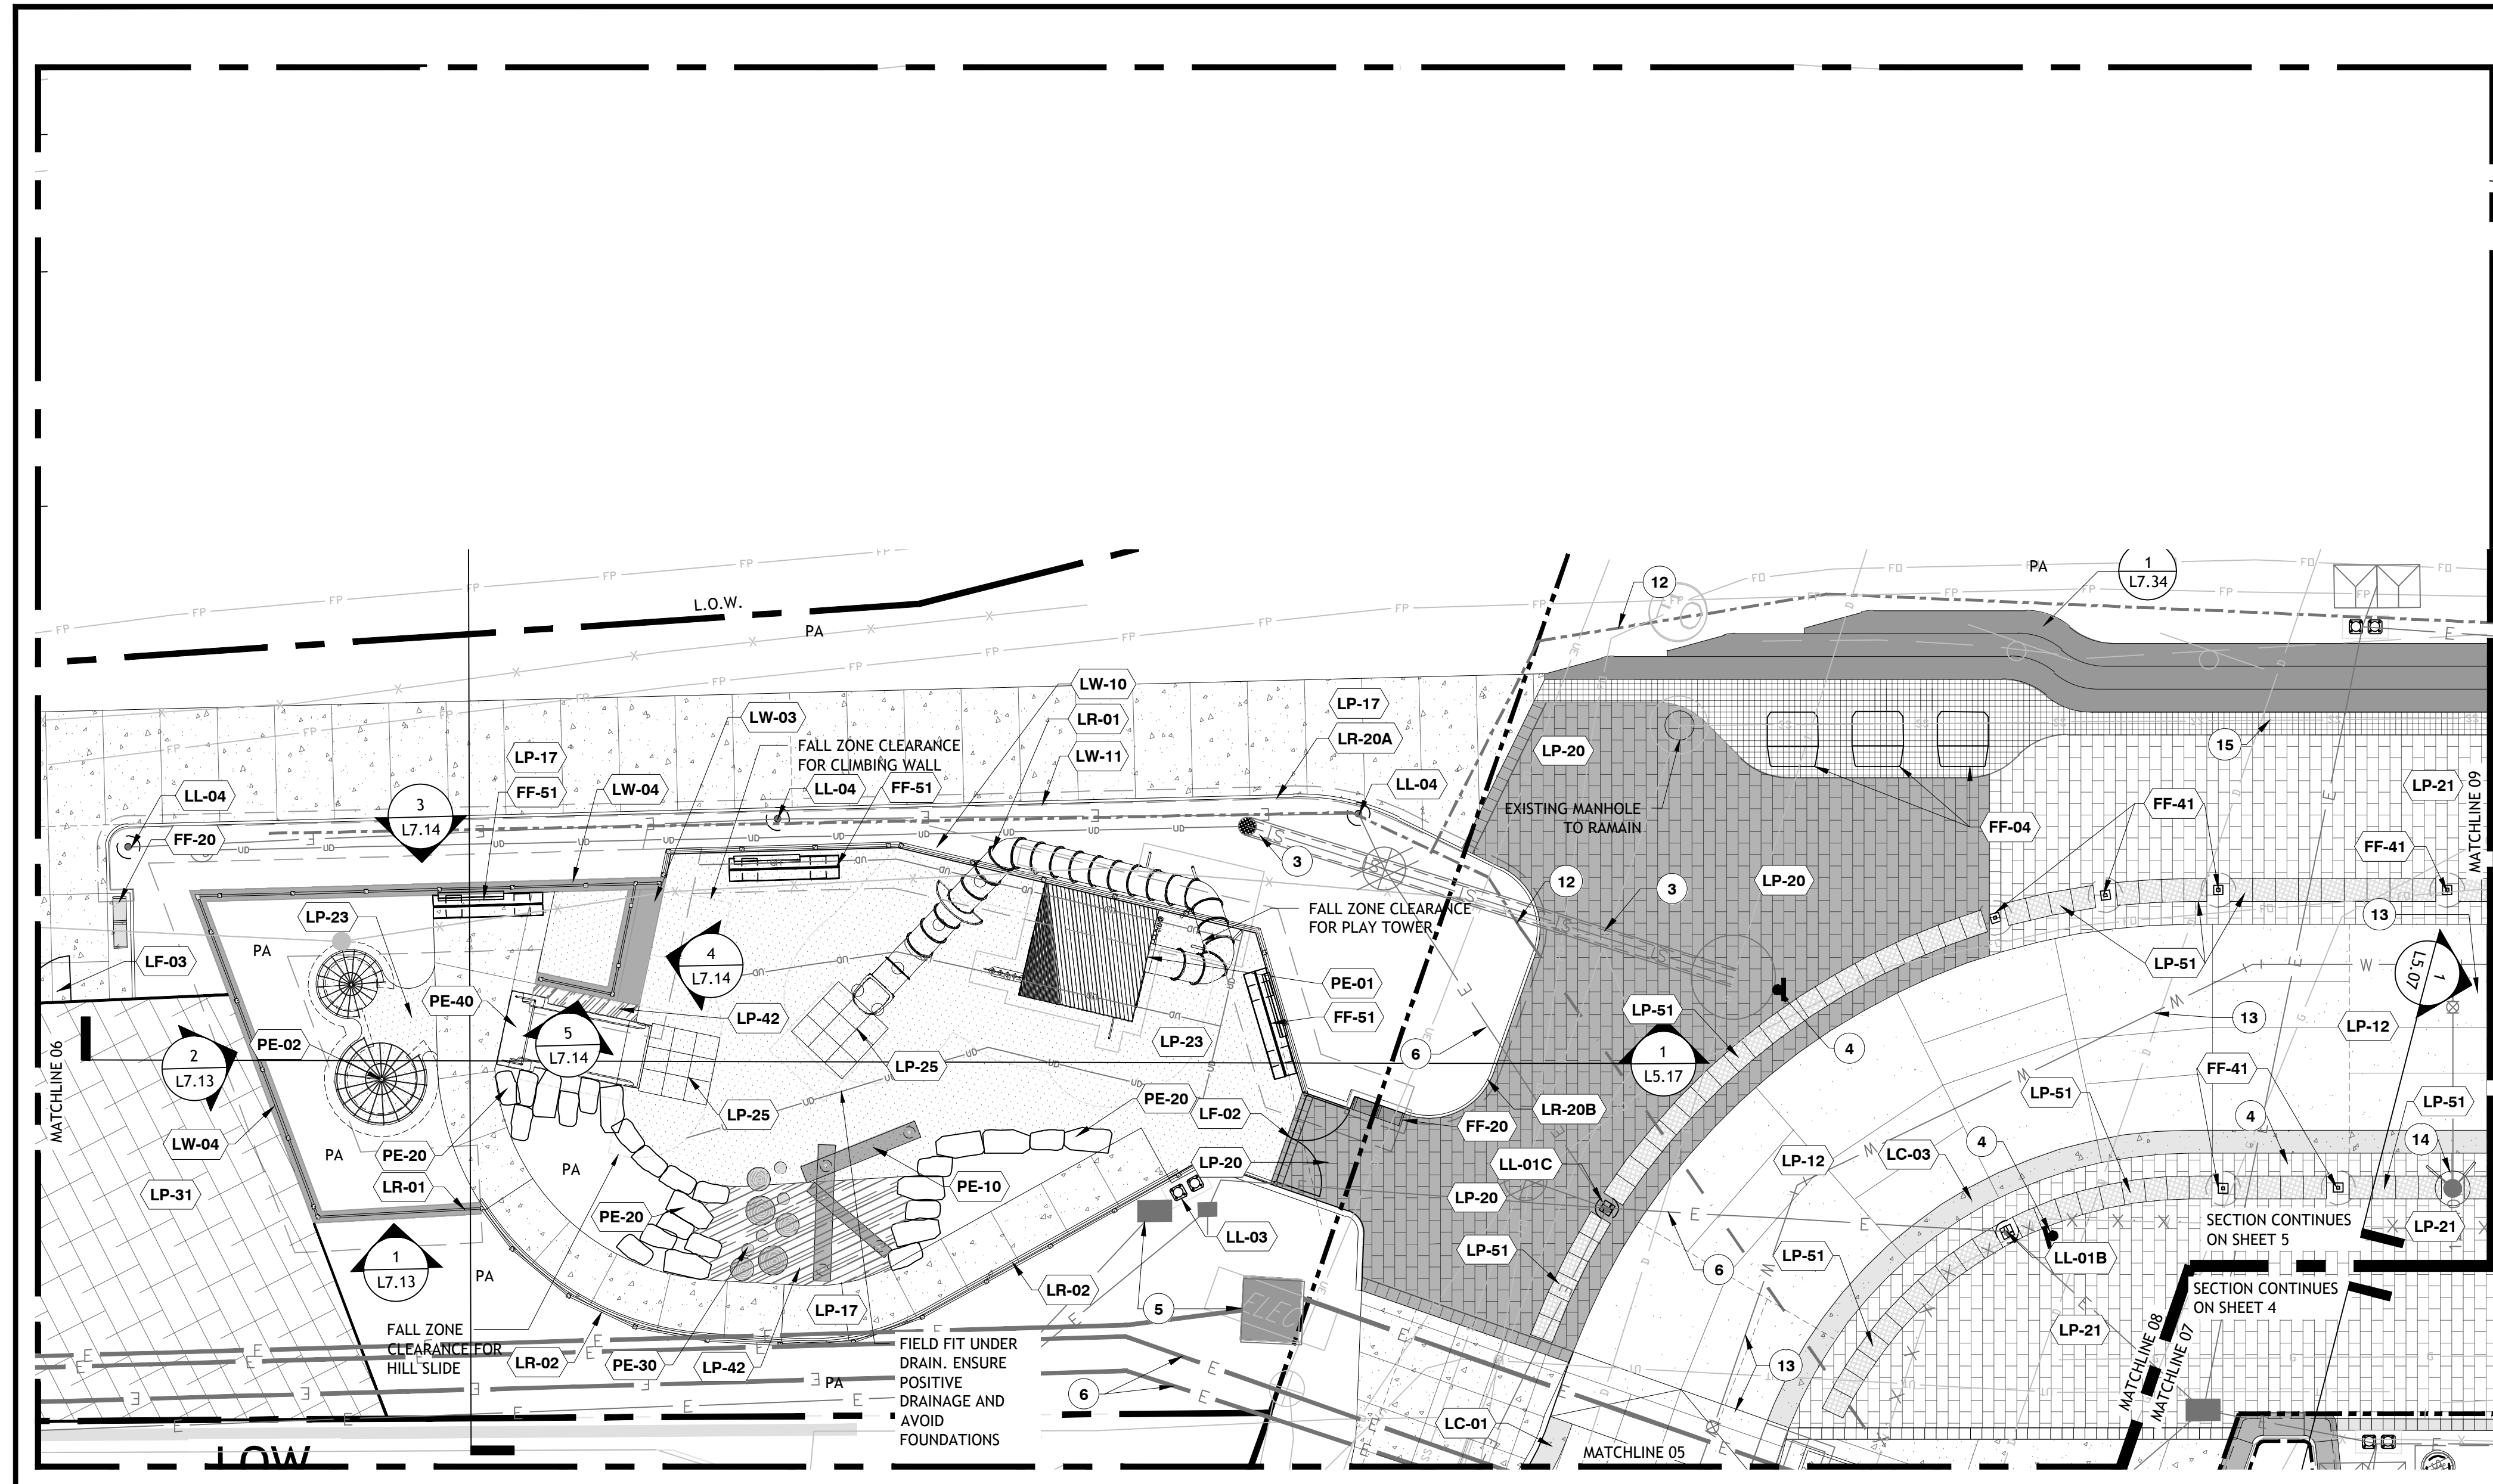 L.O.W.
PA
PA
12
1
L7.34
FP
FO
LW-10
LW-03
LR-01
LP-17
LR-20A
LP-17
FALL ZONE CLEARANCE
FOR CLIMBING WALL
LW-11
LP-20
15
LL-04
FF-51
LW-04
LL-04
FF-51
LL-04
LP-21
MATCHLINE 09
3
L7.14
FF-20
EXISTING MANHOLE
TO RAMAIN
FF-04
FF-41
FF-41
3
12
3
LP-20
LP-23
PA
FALL ZONE CLEARANCE
FOR PLAY TOWER
13
LF-03
4
L7.14
LP-51
1
L5.07
PE-40
PE-01
LP-42
FF-51
LP-51
13
LP-12
MATCHLINE 06
2
L7.13
PE-02
5
L7.14
LP-23
LP-25
6
1
L5.17
4
FF-41
LP-51
LP-51
LP-25
PE-20
LF-02
LR-20B
FF-20
4
14
LW-04
PA
PE-20
PA
LP-20
LL-01C
4
LP-12
LC-03
LP-31
LR-01
PE-10
LP-20
PE-20
SECTION CONTINUES
ON SHEET 5
LP-21
LL-03
LP-51
LP-51
LL-01B
1
L7.13
PA
LR-02
6
SECTION CONTINUES
ON SHEET 4
LP-17
5
ELEC
LP-21
FALL ZONE
CLEARANCE FOR
HILL SLIDE
LR-02
PE-30
LP-42
PA
FIELD FIT UNDER
DRAIN. ENSURE
POSITIVE
DRAINAGE AND
AVOID
FOUNDATIONS
6
13
MATCHLINE 08
MATCHLINE 07
LC-01
LOW
MATCHLINE 05